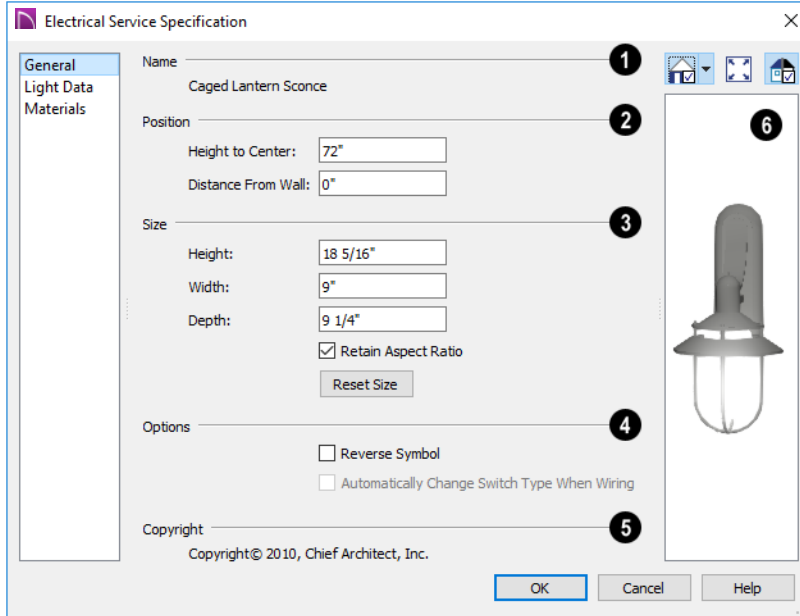 Electrical Service Specification
General
Light Data
Materials
Name
1
Caged Lantern Sconce
Position
2
Height to Center:
72"
Distance From Wall:
0"
Size
3
Height:
18 5/16"
Width:
9"
Depth:
9 1/4"
Retain Aspect Ratio
Reset Size
Options
4
Reverse Symbol
Automatically Change Switch Type When Wiring
Copyright
5
Copyright© 2010, Chief Architect, Inc.
6
OK
Cancel
Help